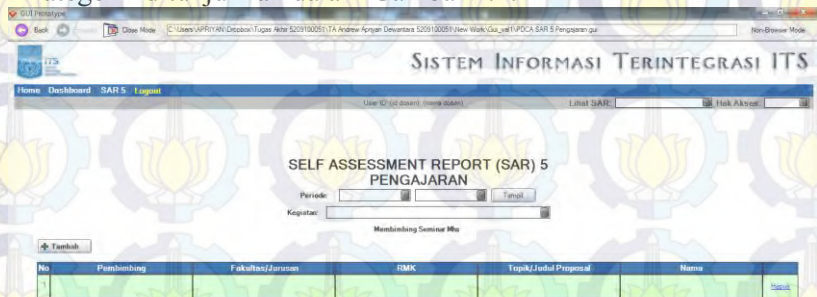 GUI Prototype
Back Close Mode C:\Users\APRIYAN\Dropbox\Tugas Akhir 5209100051\TA Andrew Apriyan Dewantara 5209100051\New Work\Gui_val1\PDCA SAR 5 Pengajaran.gui Non-Browser Mode
ITS
SISTEM INFORMASI TERINTEGRASI ITS
Home Dashboard SAR 5 Logout
User ID: (id dosen) (nama dosen) Lihat SAR: Hak Akses:
SELF ASSESSMENT REPORT (SAR) 5
PENGAJARAN
Periode: Tampil
Kegiatan:
Membimbing Seminar Mhs
Tambah
No Pembimbing Fakultas/Jurusan RMK Topik/Judul Proposal Nama
1 Hapus